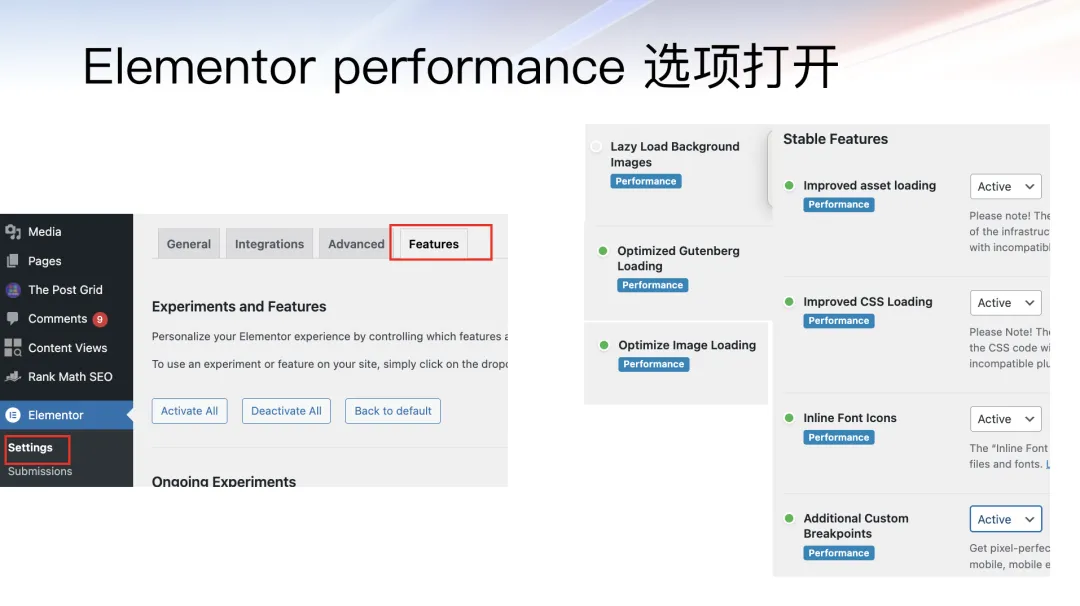 Elementor performance 选项打开
Media
Pages
The Post Grid
Comments 9
Content Views
Rank Math SEO
Elementor
Settings
Submissions
General
Integrations
Advanced
Features
Experiments and Features
Personalize your Elementor experience by controlling which features a
To use an experiment or feature on your site, simply click on the dropd
Activate All
Deactivate All
Back to default
Ongoing Experiments
Lazy Load Background
Images
Performance
Optimized Gutenberg
Loading
Performance
Optimize Image Loading
Performance
Stable Features
Improved asset loading
Performance
Active
Please note! The
of the infrastruc
with incompatib
Improved CSS Loading
Performance
Active
Please Note! The
the CSS code wi
incompatible plu
Inline Font Icons
Performance
Active
The “Inline Font
files and fonts. L
Additional Custom
Breakpoints
Performance
Active
Get pixel-perfec
mobile, mobile e